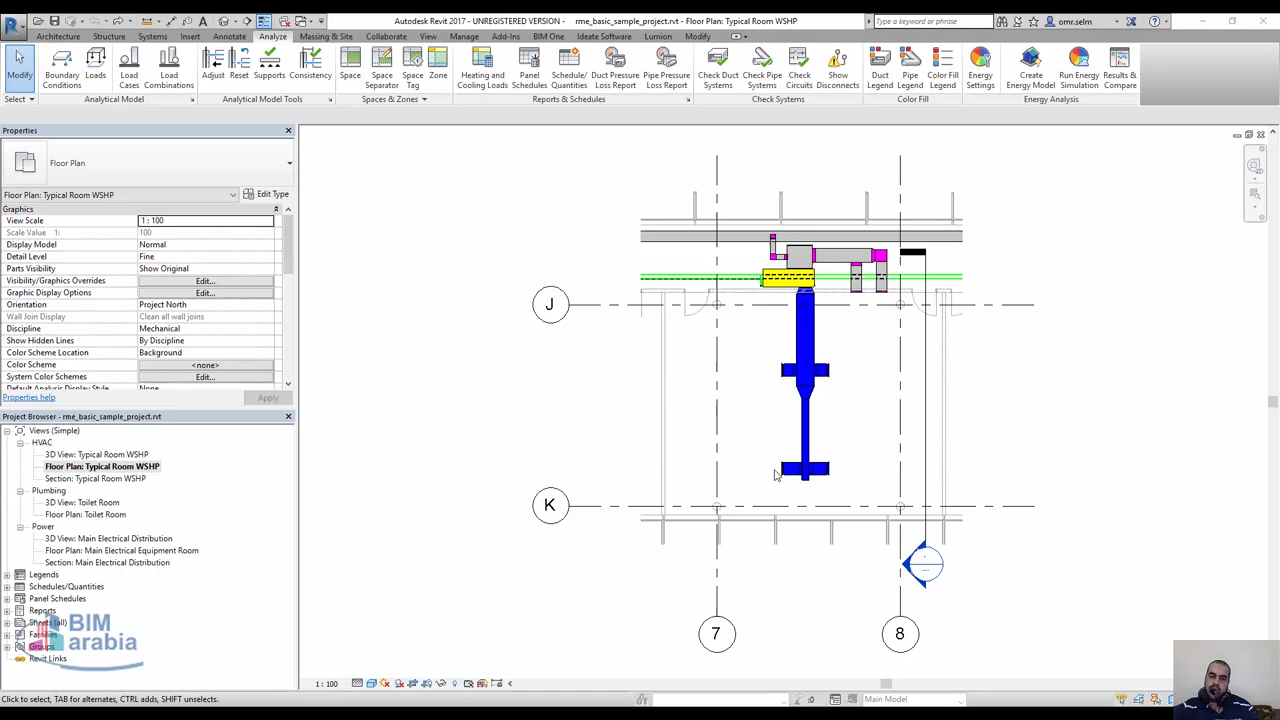 Autodesk Revit 2017 - UNREGISTERED VERSION - rme_basic_sample_project.rvt - Floor Plan: Typical Room WSHP
Type a keyword or phrase
omr.selm
Architecture Structure Systems Insert Annotate Analyze Massing & Site Collaborate View Manage Add-Ins BIM One Ideate Software Lumion Modify
Modify
Boundary Conditions
Loads
Load Cases
Load Combinations
Adjust
Reset
Supports
Consistency
Space
Space Separator
Space Tag
Zone
Heating and Cooling Loads
Panel Schedules
Schedule/ Quantities
Duct Pressure Loss Report
Pipe Pressure Loss Report
Check Duct Systems
Check Pipe Systems
Check Circuits
Show Disconnects
Duct Legend
Pipe Legend
Color Fill Legend
Energy Settings
Create Energy Model
Run Energy Simulation
Results & Compare
Select Analytical Model Analytical Model Tools Spaces & Zones Reports & Schedules Check Systems Color Fill Energy Analysis
Properties
Floor Plan
Floor Plan: Typical Room WSHP
Edit Type
Graphics
View Scale 1 : 100
Scale Value 1: 100
Display Model Normal
Detail Level Fine
Parts Visibility Show Original
Visibility/Graphics Overrides Edit...
Graphic Display Options Edit...
Orientation Project North
Wall Join Display Clean all wall joins
Discipline Mechanical
Show Hidden Lines By Discipline
Color Scheme Location Background
Color Scheme <none>
System Color Schemes Edit...
Default Analysis Display Style None
Properties help
Apply
Project Browser - rme_basic_sample_project.rvt
Views (Simple)
HVAC
3D View: Typical Room WSHP
Floor Plan: Typical Room WSHP
Section: Typical Room WSHP
Plumbing
3D View: Toilet Room
Floor Plan: Toilet Room
Power
3D View: Main Electrical Distribution
Floor Plan: Main Electrical Equipment Room
Section: Main Electrical Distribution
Legends
Schedules/Quantities
Panel Schedules
Reports
Sheets (all)
Families
Groups
Revit Links
BIM arabia
J
K
7
8
1 : 100
Click to select, TAB for alternates, CTRL adds, SHIFT unselects.
:0
Main Model